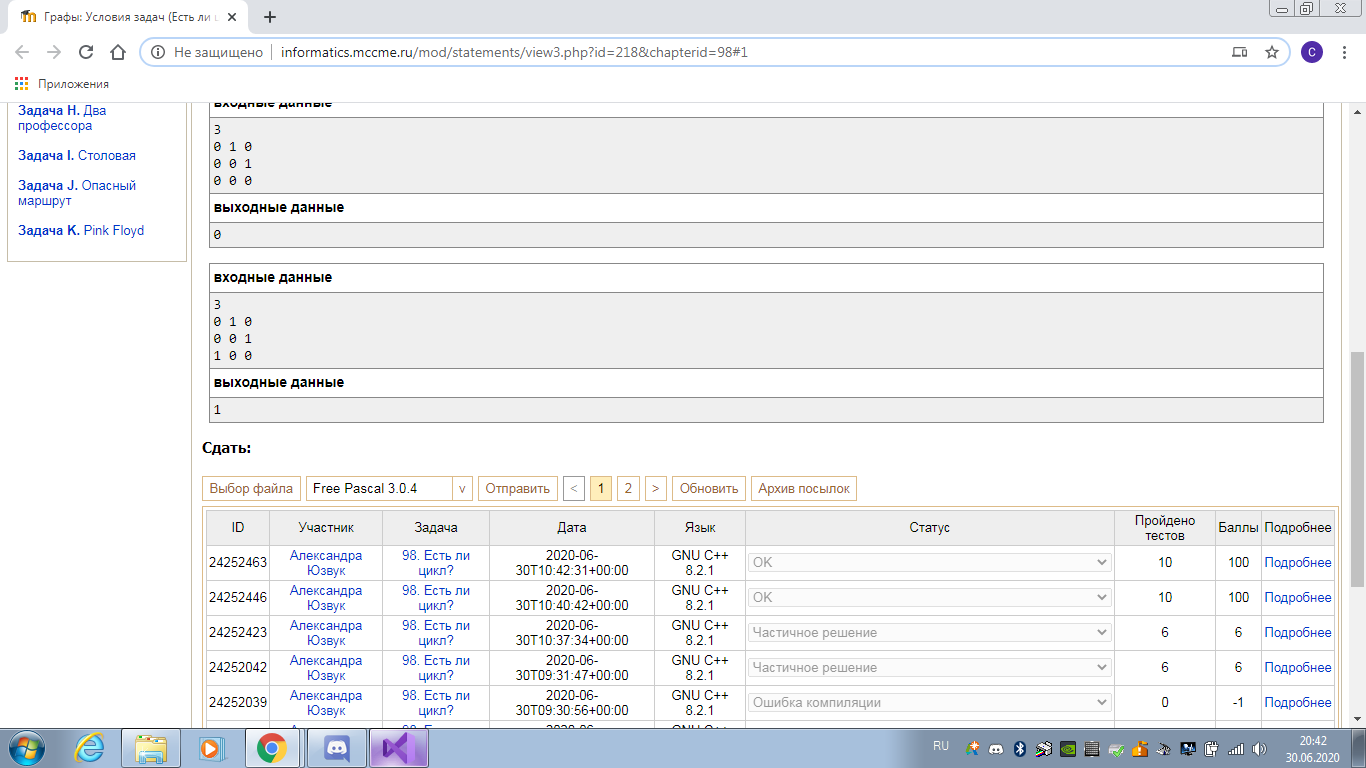 Графы: Условия задач (Есть ли ц
Не защищено
informatics.mccme.ru/mod/statements/view3.php?id=218&chapterid=98#1
C
Приложения
Задача H. Два
профессора
Задача I. Столовая
Задача J. Опасный
маршрут
Задача K. Pink Floyd
входные данные
3
0 1 0
0 0 1
0 0 0
выходные данные
0
входные данные
3
0 1 0
0 0 1
1 0 0
выходные данные
1
Сдать:
Выбор файла Free Pascal 3.0.4 v Отправить < 1 2 > Обновить Архив посылок
ID Участник Задача Дата Язык Статус Пройдено тестов Баллы Подробнее
24252463 Александра Юзвук 98. Есть ли цикл? 2020-06-30T10:42:31+00:00 GNU C++ 8.2.1 OK 10 100 Подробнее
24252446 Александра Юзвук 98. Есть ли цикл? 2020-06-30T10:40:42+00:00 GNU C++ 8.2.1 OK 10 100 Подробнее
24252423 Александра Юзвук 98. Есть ли цикл? 2020-06-30T10:37:34+00:00 GNU C++ 8.2.1 Частичное решение 6 6 Подробнее
24252042 Александра Юзвук 98. Есть ли цикл? 2020-06-30T09:31:47+00:00 GNU C++ 8.2.1 Частичное решение 6 6 Подробнее
24252039 Александра Юзвук 98. Есть ли цикл? 2020-06-30T09:30:56+00:00 GNU C++ 8.2.1 Ошибка компиляции 0 -1 Подробнее
RU
20:42
30.06.2020